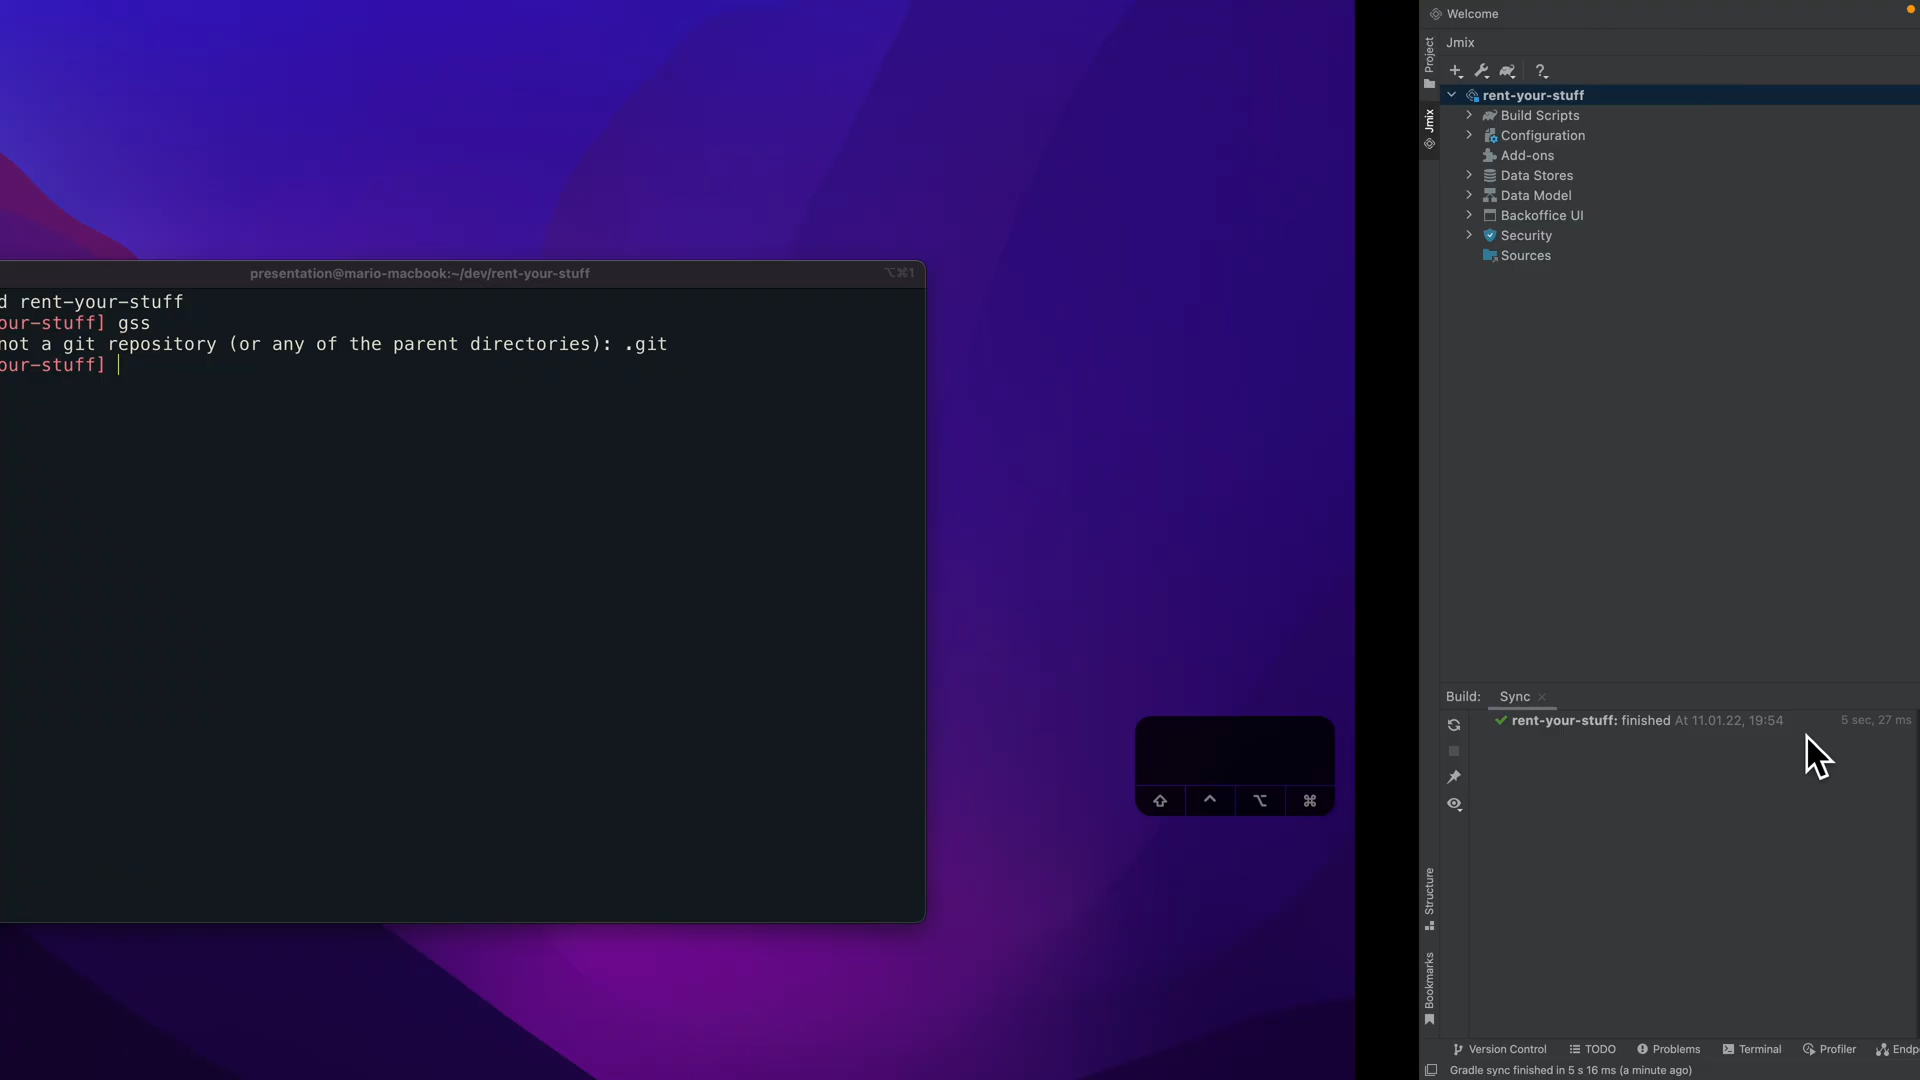 presentation@mario-macbook:~/dev/rent-your-stuff
⌥⌘1
d rent-your-stuff
our-stuff] gss
not a git repository (or any of the parent directories): .git
our-stuff]
⇧ ⌃ ⌥ ⌘
Welcome
Jmix
Project
Jmix
rent-your-stuff
Build Scripts
Configuration
Add-ons
Data Stores
Data Model
Backoffice UI
Security
Sources
Build: Sync
rent-your-stuff: finished At 11.01.22, 19:54 5 sec, 27 ms
Structure
Bookmarks
Version Control TODO Problems Terminal Profiler Endp
Gradle sync finished in 5 s 16 ms (a minute ago)